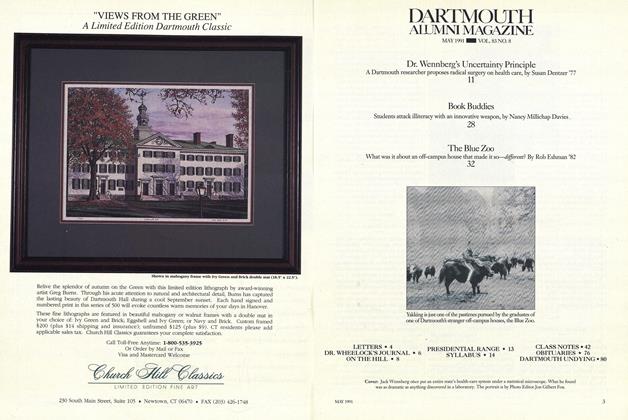 "VIEWS FROM THE GREEN"
A Limited Edition Dartmouth Classic
Shown in mahogany frame with Ivy Green and Brick double mat (18.5" x 22.5").
Relive the splendor of autumn on the Green with this limited edition lithograph by award-winning
artist Greg Burns. Through his acute attention to natural and architectural detail, Burns has captured
the lasting beauty of Dartmouth Hall during a cool September sunset. Each hand signed and
numbered print in this series of 500 will evoke countless warm memories of your days in Hanover.
These fine lithographs are featured in beautiful mahogany or walnut frames with a double mat in
your choice of: Ivy Green and Brick; Eggshell and Ivy Green; or Navy and Brick. Custom framed
$200 (plus $14 shipping and insurance); unframed $125 (plus $9). CT residents please add
applicable sales tax. Church Hill Classics guarantees your complete satisfaction.
Call Toll-Free Anytime: 1-800-535-3925
Or Order by Mail or Fax
Visa and Mastercard Welcome
Church Hill Classics
LIMITED EDITION FINE ART
230 South Main Street, Suite 105 • Newtown, CT 06470 • FAX (203) 426-1748
DARTMOUTH
ALUMNI MAGAZINE
MAY 1991 VOL. 83 NO. 8
Dr. Wennberg's Uncertainty Principle
A Dartmouth researcher proposes radical surgery on health care, by Susan Dentzer '77
11
Book Buddies
Students attack illiteracy with an innovative weapon, by Nancy Millichap Davies.
28
The Blue Zoo
What was it about an off-campus house that made it so—different? By Rob Eshman '82
32
Yakking is just one of the pastimes pursued by the graduates of
one of Dartmouth's stranger off-campus houses, the Blue Zoo.
LETTERS • 4
DR. WHEELOCK'S JOURNAL • 6
ON THE HILL • 8
PRESIDENTIAL RANGE • 13
SYLLABUS • 14
CLASS NOTES • 42
OBITUARIES • 76
DARTMOUTH UNDYING • 80
Cover: Jack Wennberg once put an entire state's health-care system under a statistical microscope. What he found
was as dramatic as anything discovered in a laboratory. The portrait is by Photo Editor Jon Gilbert Fox.
MAY 1991
3